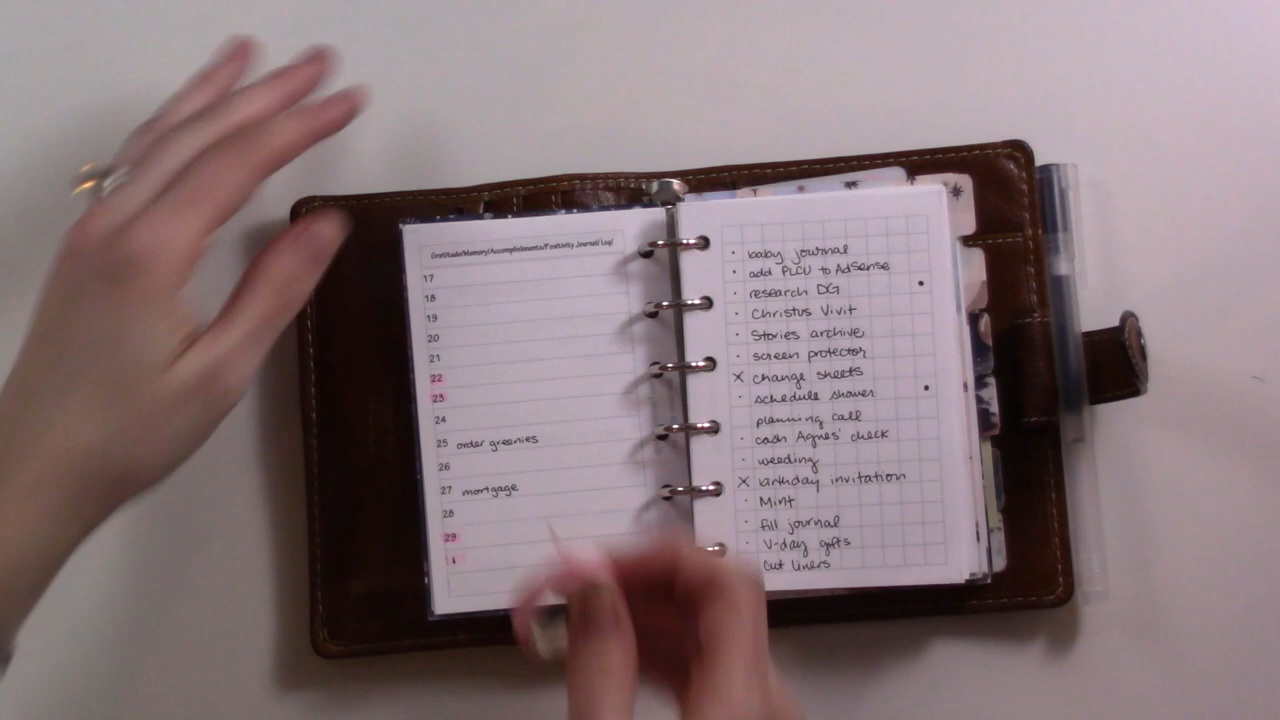 Gratitude/Memory/Accomplishments/Positivity Journal/Log/
17
18
19
20
21
22
23
24
25 order greenies
26
27 mortgage
28
29
1
· baby journal
· add PLCU to AdSense
· research DG
· Christus Vivit
· Stories archive
· screen protector
X change sheets
· schedule shower
planning call
· cash Agnes' check
· weeding
X birthday invitation
· Mint
· fill journal
· V-day gifts
cut liners